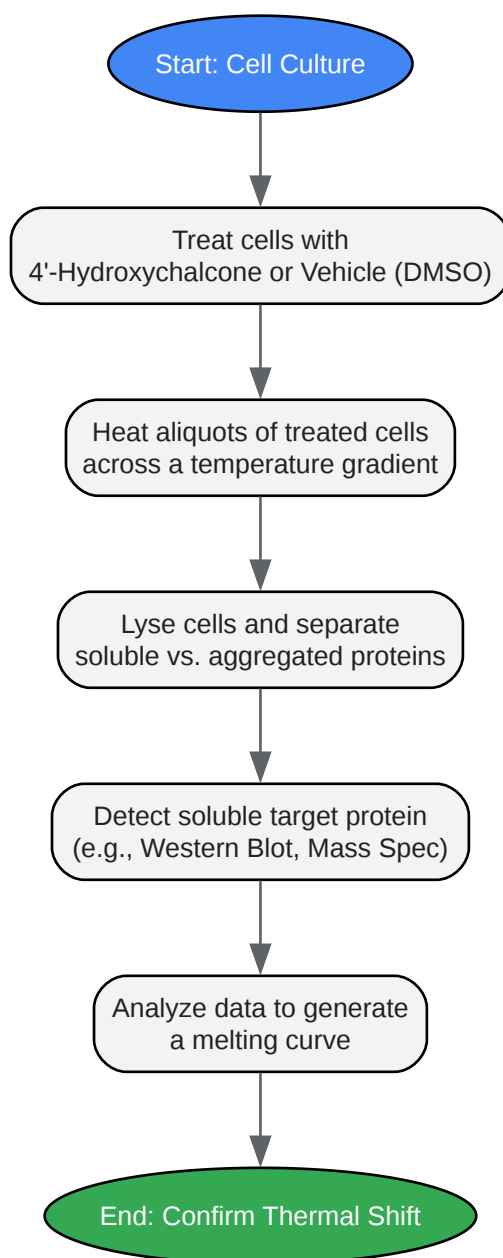 Start: Cell Culture
Treat cells with
4'-Hydroxychalcone or Vehicle (DMSO)
Heat aliquots of treated cells
across a temperature gradient
Lyse cells and separate
soluble vs. aggregated proteins
Detect soluble target protein
(e.g., Western Blot, Mass Spec)
Analyze data to generate
a melting curve
End: Confirm Thermal Shift